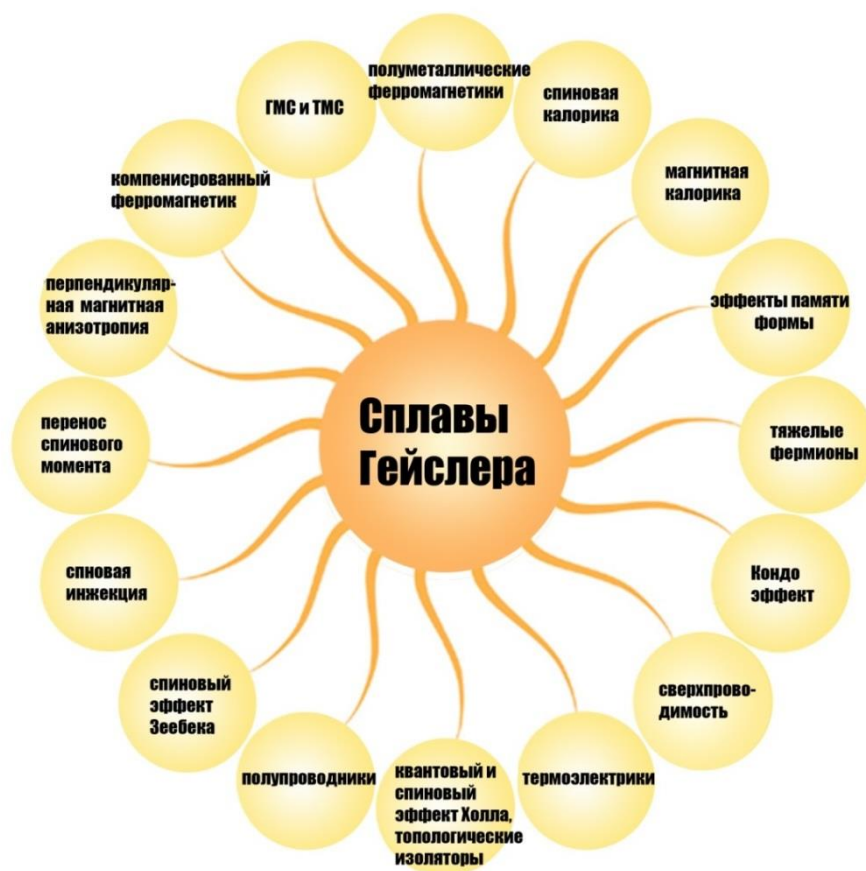 полуметаллические
ферромагнетики
спиновая
калорика
магнитная
калорика
эффекты памяти
формы
тяжелые
фермионы
Кондо
эффект
сверхпрово-
димость
термоэлектрики
квантовый и
спиновый
эффект Холла,
топологические
изоляторы
полупроводники
спиновый
эффект
Зеебека
спновая
инжекция
перенос
спинового
момента
перпендикуляр-
ная магнитная
анизотропия
компенисрованный
ферромагнетик
ГМС и ТМС
Сплавы
Гейслера